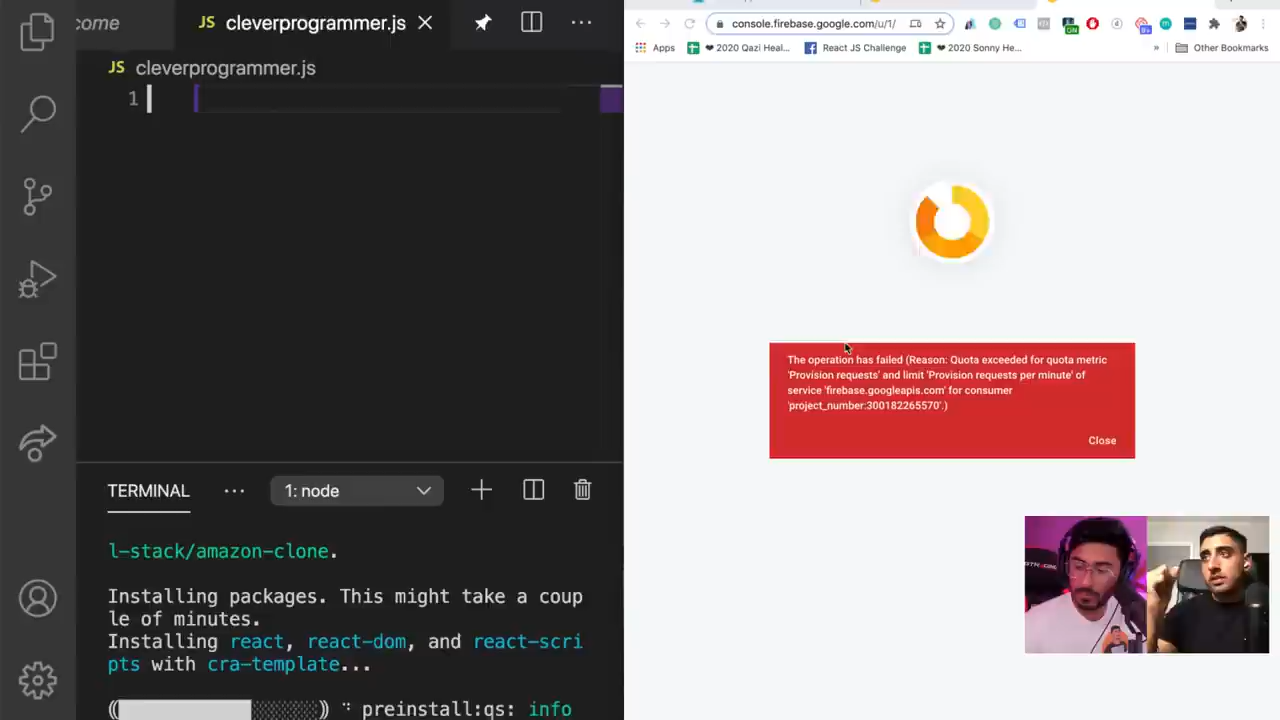 come
JS cleverprogrammer.js
JS cleverprogrammer.js
1
TERMINAL
1: node
l-stack/amazon-clone.
Installing packages. This might take a coup
le of minutes.
Installing react, react-dom, and react-scri
pts with cra-template...
preinstall:qs: info
console.firebase.google.com/u/1/
ON
Apps
❤ 2020 Qazi Heal...
React JS Challenge
❤ 2020 Sonny He...
»
Other Bookmarks
The operation has failed (Reason: Quota exceeded for quota metric
'Provision requests' and limit 'Provision requests per minute' of
service 'firebase.googleapis.com' for consumer
'project_number:300182265570'.)
Close